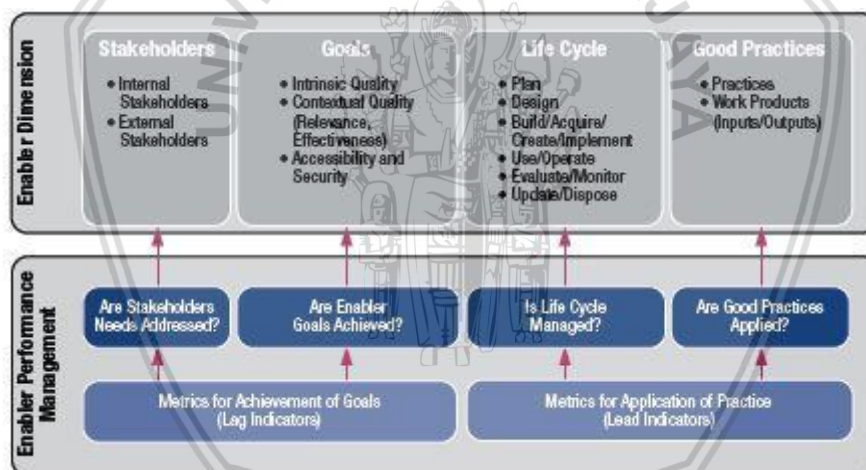 Enabler Dimension
Stakeholders
• Internal
Stakeholders
• External
Stakeholders
Goals
• Intrinsic Quality
• Contextual Quality
(Relevance,
Effectiveness)
• Accessibility and
Security
Life Cycle
• Plan
• Design
• Build/Acquire/
Create/Implement
• Use/Operate
• Evaluate/Monitor
• Update/Dispose
Good Practices
• Practices
• Work Products
(Inputs/Outputs)
Enabler Performance
Management
Are Stakeholders
Needs Addressed?
Are Enabler
Goals Achieved?
Is Life Cycle
Managed?
Are Good Practices
Applied?
Metrics for Achievement of Goals
(Lag Indicators)
Metrics for Application of Practice
(Lead Indicators)